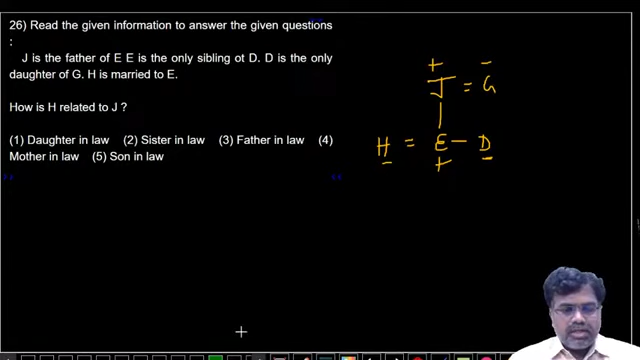 26) Read the given information to answer the given questions
:
J is the father of E E is the only sibling ot D. D is the only
daughter of G. H is married to E.
How is H related to J ?
(1) Daughter in law (2) Sister in law (3) Father in law (4)
Mother in law (5) Son in law
+ -
J = G
H = E - D
- + -